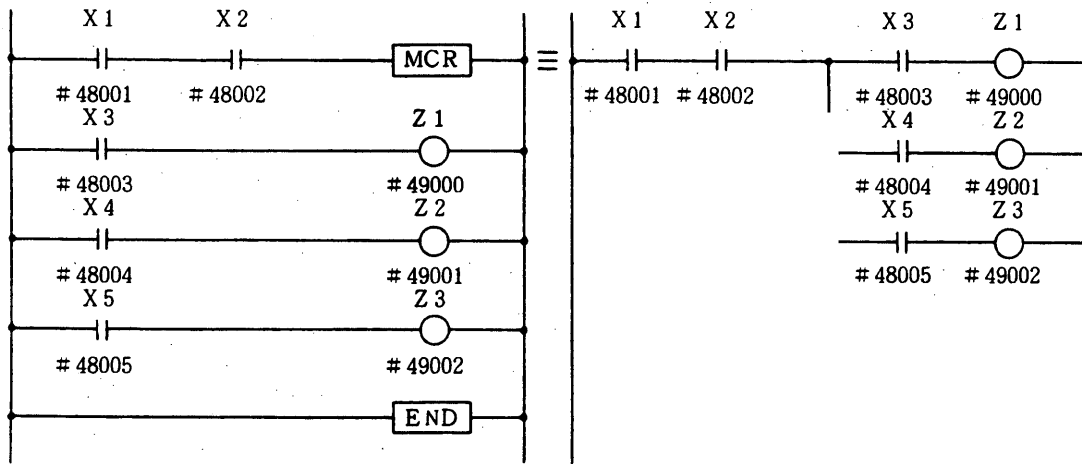 X 1 X 2
MCR
# 48001 # 48002
X 3 Z 1
# 48003 # 49000
X 4 Z 2
# 48004 # 49001
X 5 Z 3
# 48005 # 49002
END
≡
X 1 X 2 X 3 Z 1
# 48001 # 48002 # 48003 # 49000
X 4 Z 2
# 48004 # 49001
X 5 Z 3
# 48005 # 49002